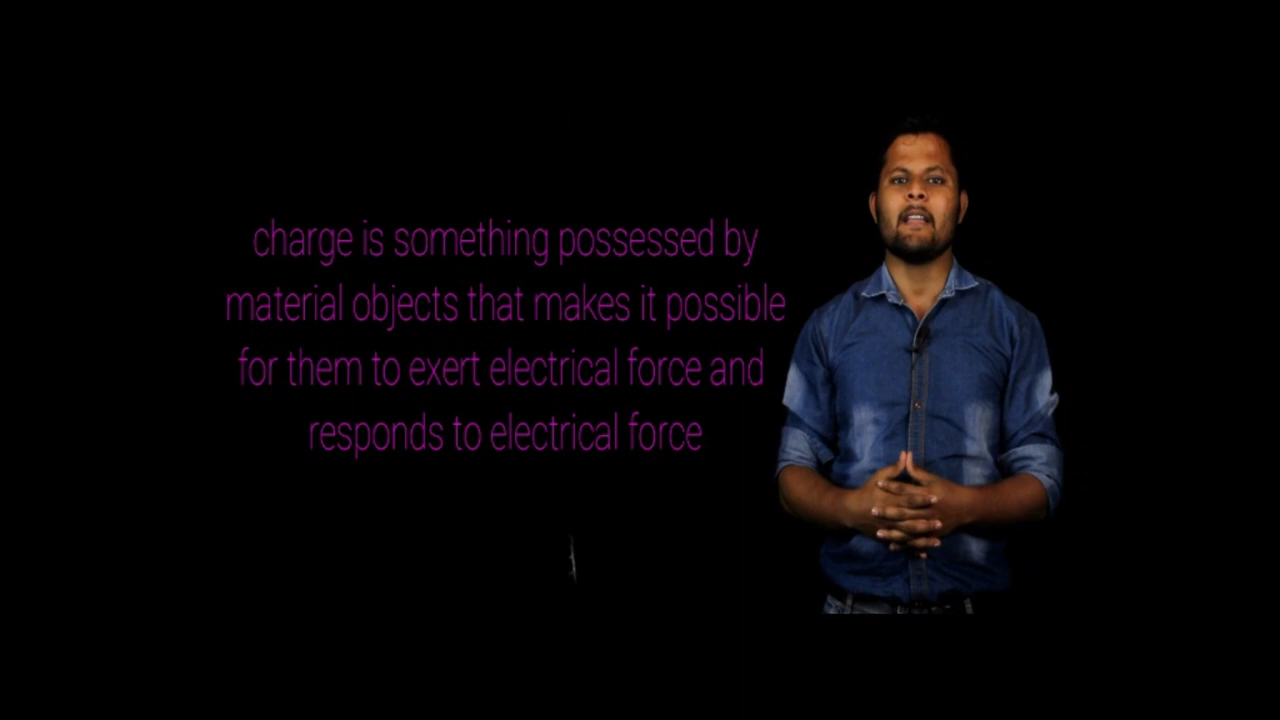 charge is something possessed by
material objects that makes it possible
for them to exert electrical force and
responds to electrical force